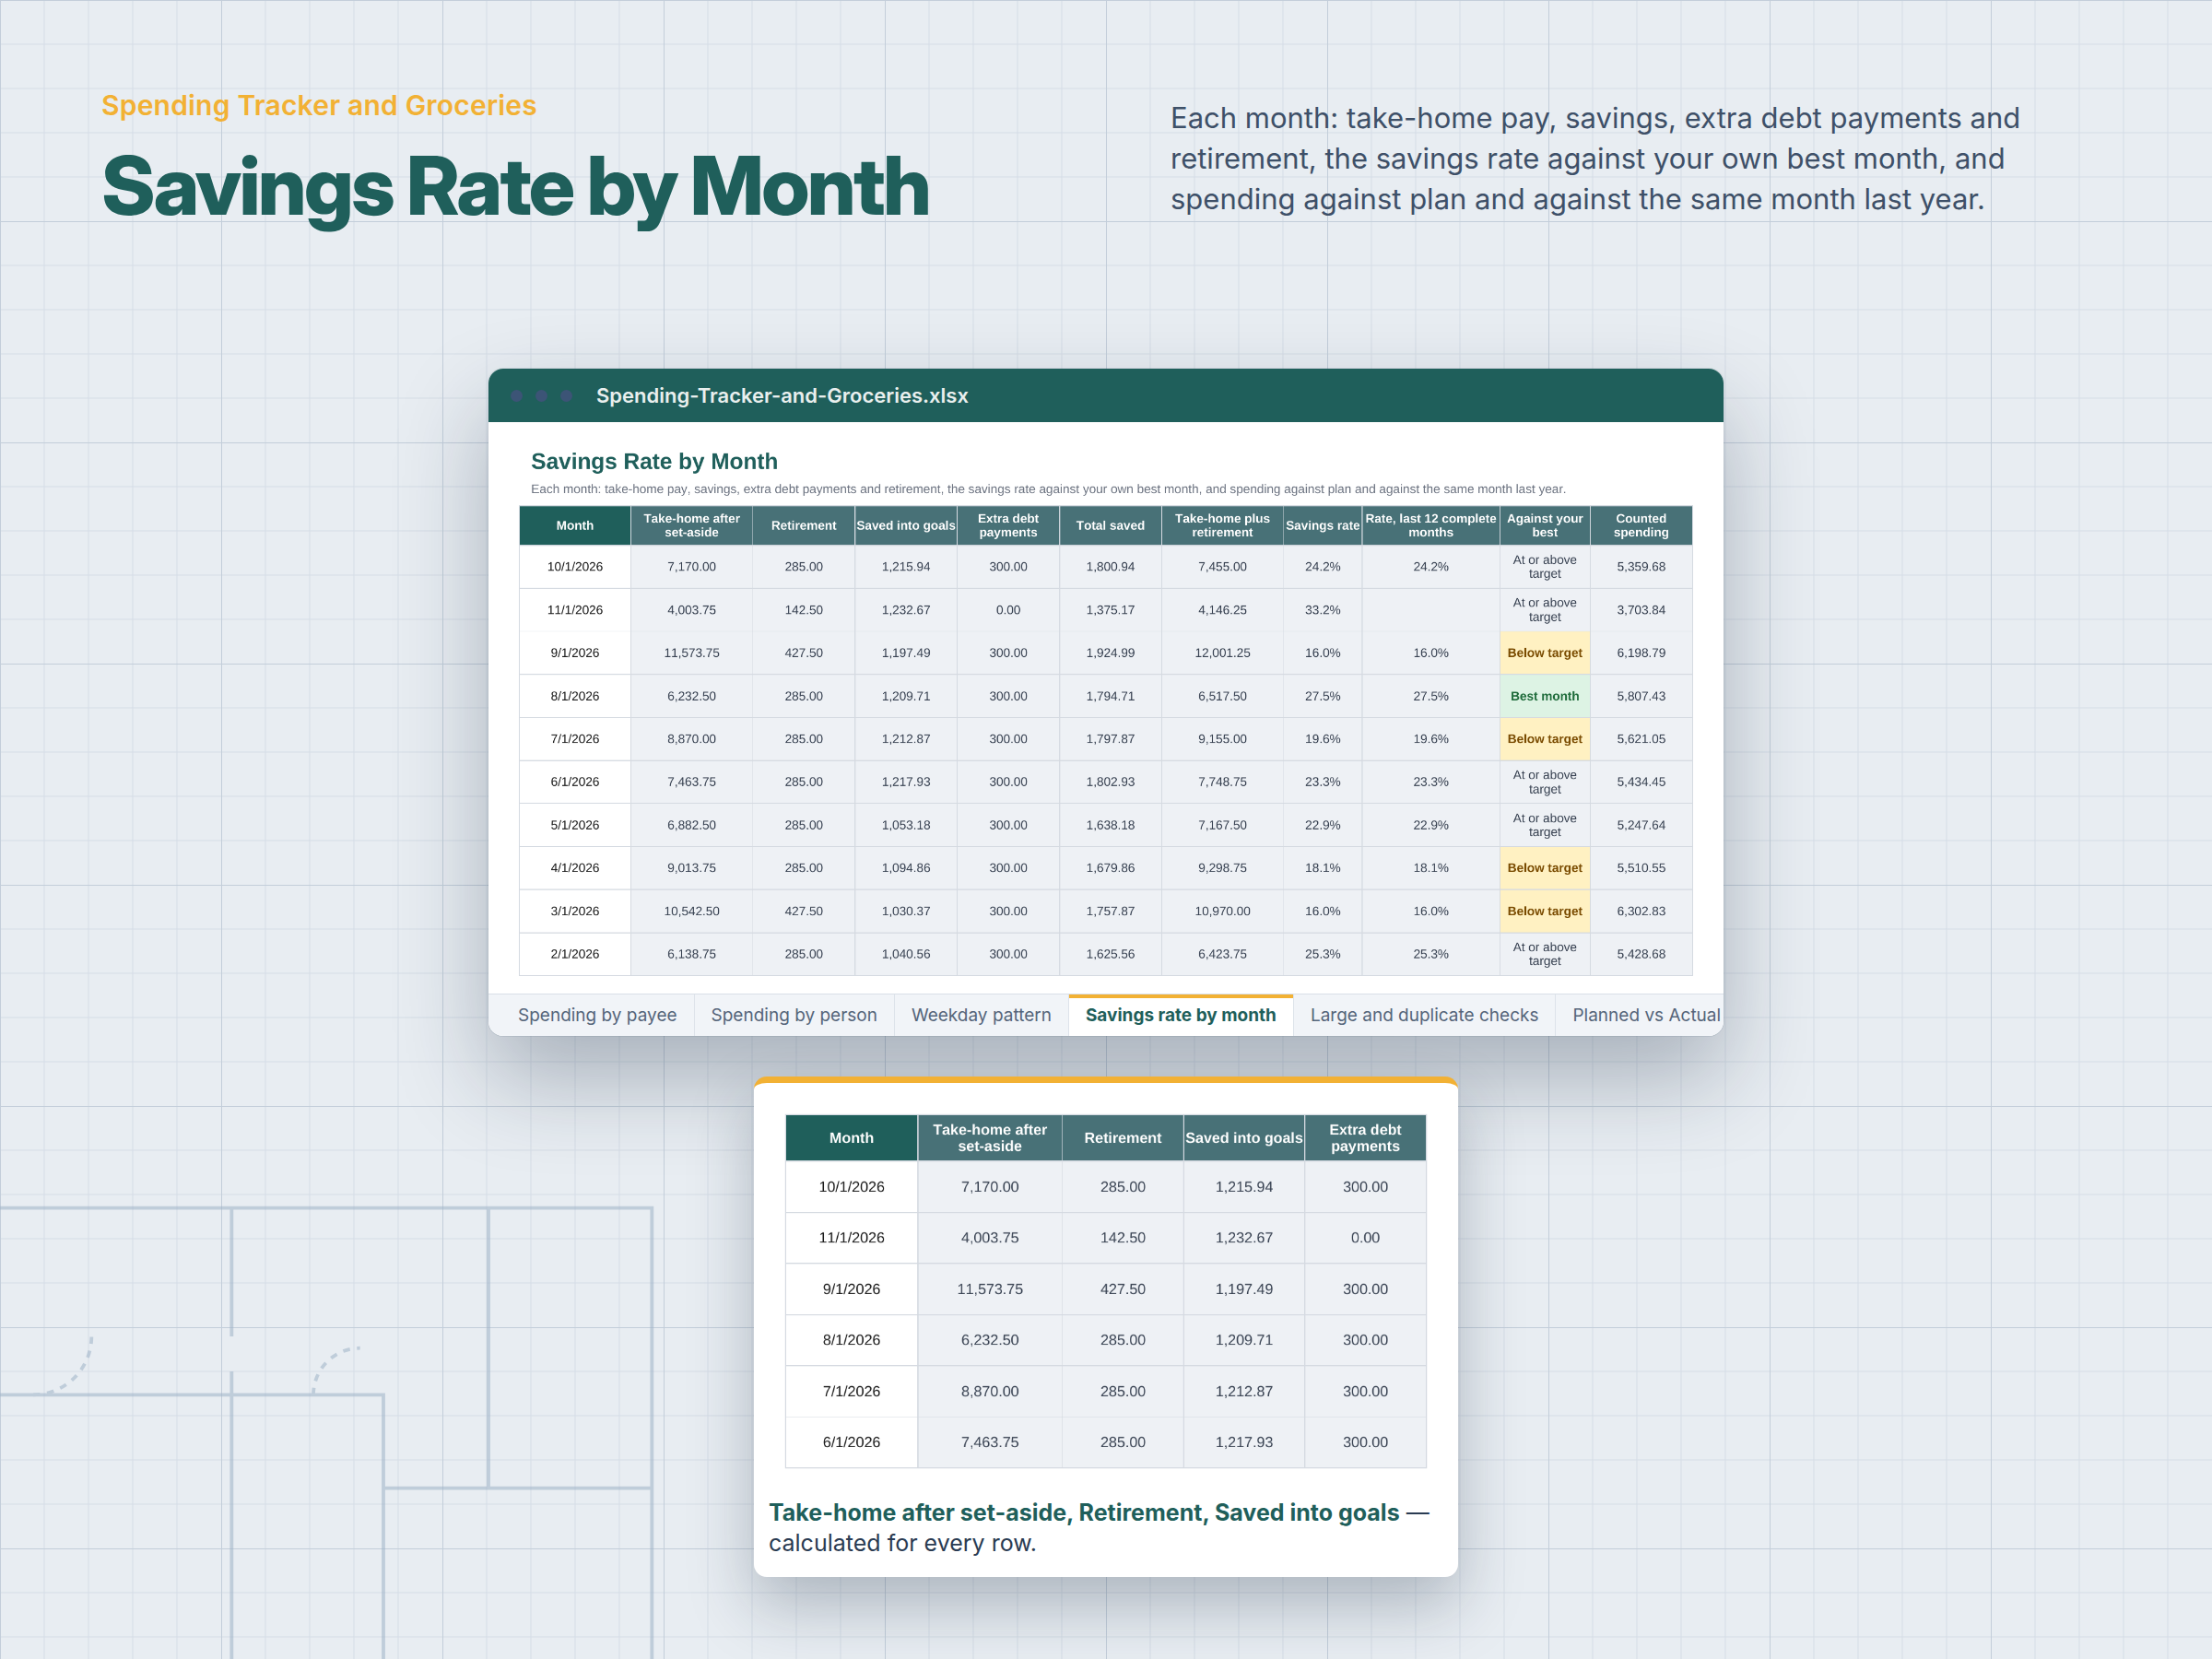 Spending Tracker and Groceries
Savings Rate by Month
Each month: take-home pay, savings, extra debt payments and
retirement, the savings rate against your own best month, and
spending against plan and against the same month last year.
Spending-Tracker-and-Groceries.xlsx
Savings Rate by Month
Each month: take-home pay, savings, extra debt payments and retirement, the savings rate against your own best month, and spending against plan and against the same month last year.
Month Take-home after set-aside Retirement Saved into goals Extra debt payments Total saved Take-home plus retirement Savings rate Rate, last 12 complete months Against your best Counted spending
10/1/2026 7,170.00 285.00 1,215.94 300.00 1,800.94 7,455.00 24.2% 24.2% At or above target 5,359.68
11/1/2026 4,003.75 142.50 1,232.67 0.00 1,375.17 4,146.25 33.2% At or above target 3,703.84
9/1/2026 11,573.75 427.50 1,197.49 300.00 1,924.99 12,001.25 16.0% 16.0% Below target 6,198.79
8/1/2026 6,232.50 285.00 1,209.71 300.00 1,794.71 6,517.50 27.5% 27.5% Best month 5,807.43
7/1/2026 8,870.00 285.00 1,212.87 300.00 1,797.87 9,155.00 19.6% 19.6% Below target 5,621.05
6/1/2026 7,463.75 285.00 1,217.93 300.00 1,802.93 7,748.75 23.3% 23.3% At or above target 5,434.45
5/1/2026 6,882.50 285.00 1,053.18 300.00 1,638.18 7,167.50 22.9% 22.9% At or above target 5,247.64
4/1/2026 9,013.75 285.00 1,094.86 300.00 1,679.86 9,298.75 18.1% 18.1% Below target 5,510.55
3/1/2026 10,542.50 427.50 1,030.37 300.00 1,757.87 10,970.00 16.0% 16.0% Below target 6,302.83
2/1/2026 6,138.75 285.00 1,040.56 300.00 1,625.56 6,423.75 25.3% 25.3% At or above target 5,428.68
Spending by payee Spending by person Weekday pattern Savings rate by month Large and duplicate checks Planned vs Actual
Month Take-home after set-aside Retirement Saved into goals Extra debt payments
10/1/2026 7,170.00 285.00 1,215.94 300.00
11/1/2026 4,003.75 142.50 1,232.67 0.00
9/1/2026 11,573.75 427.50 1,197.49 300.00
8/1/2026 6,232.50 285.00 1,209.71 300.00
7/1/2026 8,870.00 285.00 1,212.87 300.00
6/1/2026 7,463.75 285.00 1,217.93 300.00
Take-home after set-aside, Retirement, Saved into goals —
calculated for every row.